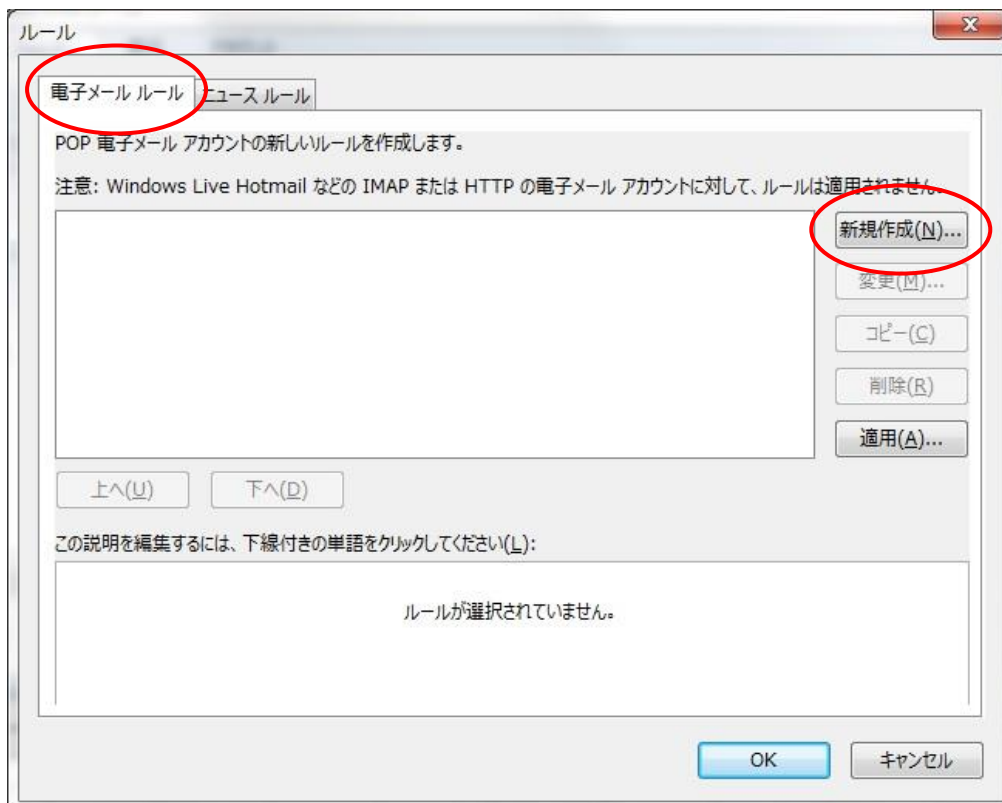 ルール
電子メール ルール
ニュース ルール
POP 電子メール アカウントの新しいルールを作成します。
注意: Windows Live Hotmail などの IMAP または HTTP の電子メール アカウントに対して、ルールは適用されません。
新規作成(N)...
変更(M)...
コピー(C)
削除(R)
適用(A)...
上へ(U)
下へ(D)
この説明を編集するには、下線付きの単語をクリックしてください(L):
ルールが選択されていません。
OK
キャンセル